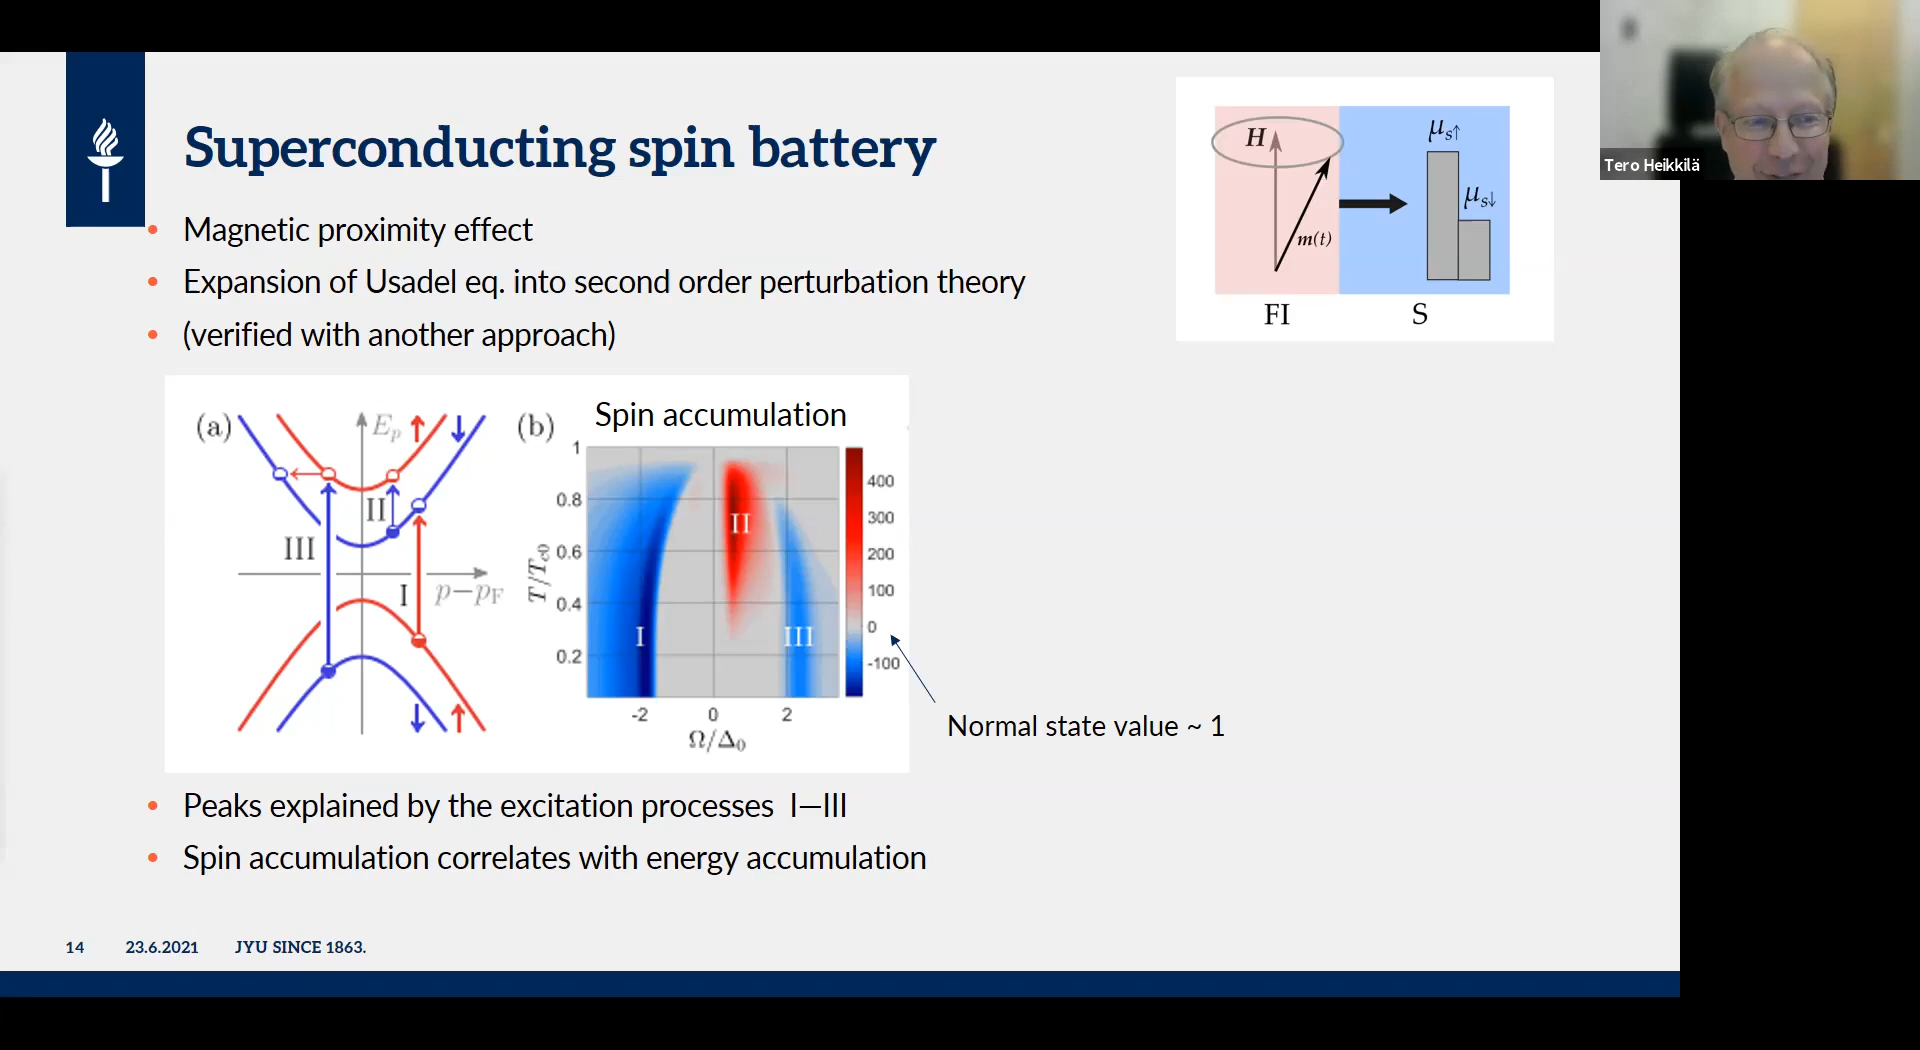 Superconducting spin battery
• Magnetic proximity effect
• Expansion of Usadel eq. into second order perturbation theory
• (verified with another approach)
H
m(t)
μs↑
μs↓
FI
S
Tero Heikkilä
(a)
Ep
↑
↓
III
II
I
p−pF
↓
↑
(b)
Spin accumulation
1
0.8
0.6
0.4
0.2
T/Tc0
I
II
III
-2
0
2
Ω/Δ0
400
300
200
100
0
-100
Normal state value ~ 1
• Peaks explained by the excitation processes I—III
• Spin accumulation correlates with energy accumulation
14 23.6.2021 JYU SINCE 1863.